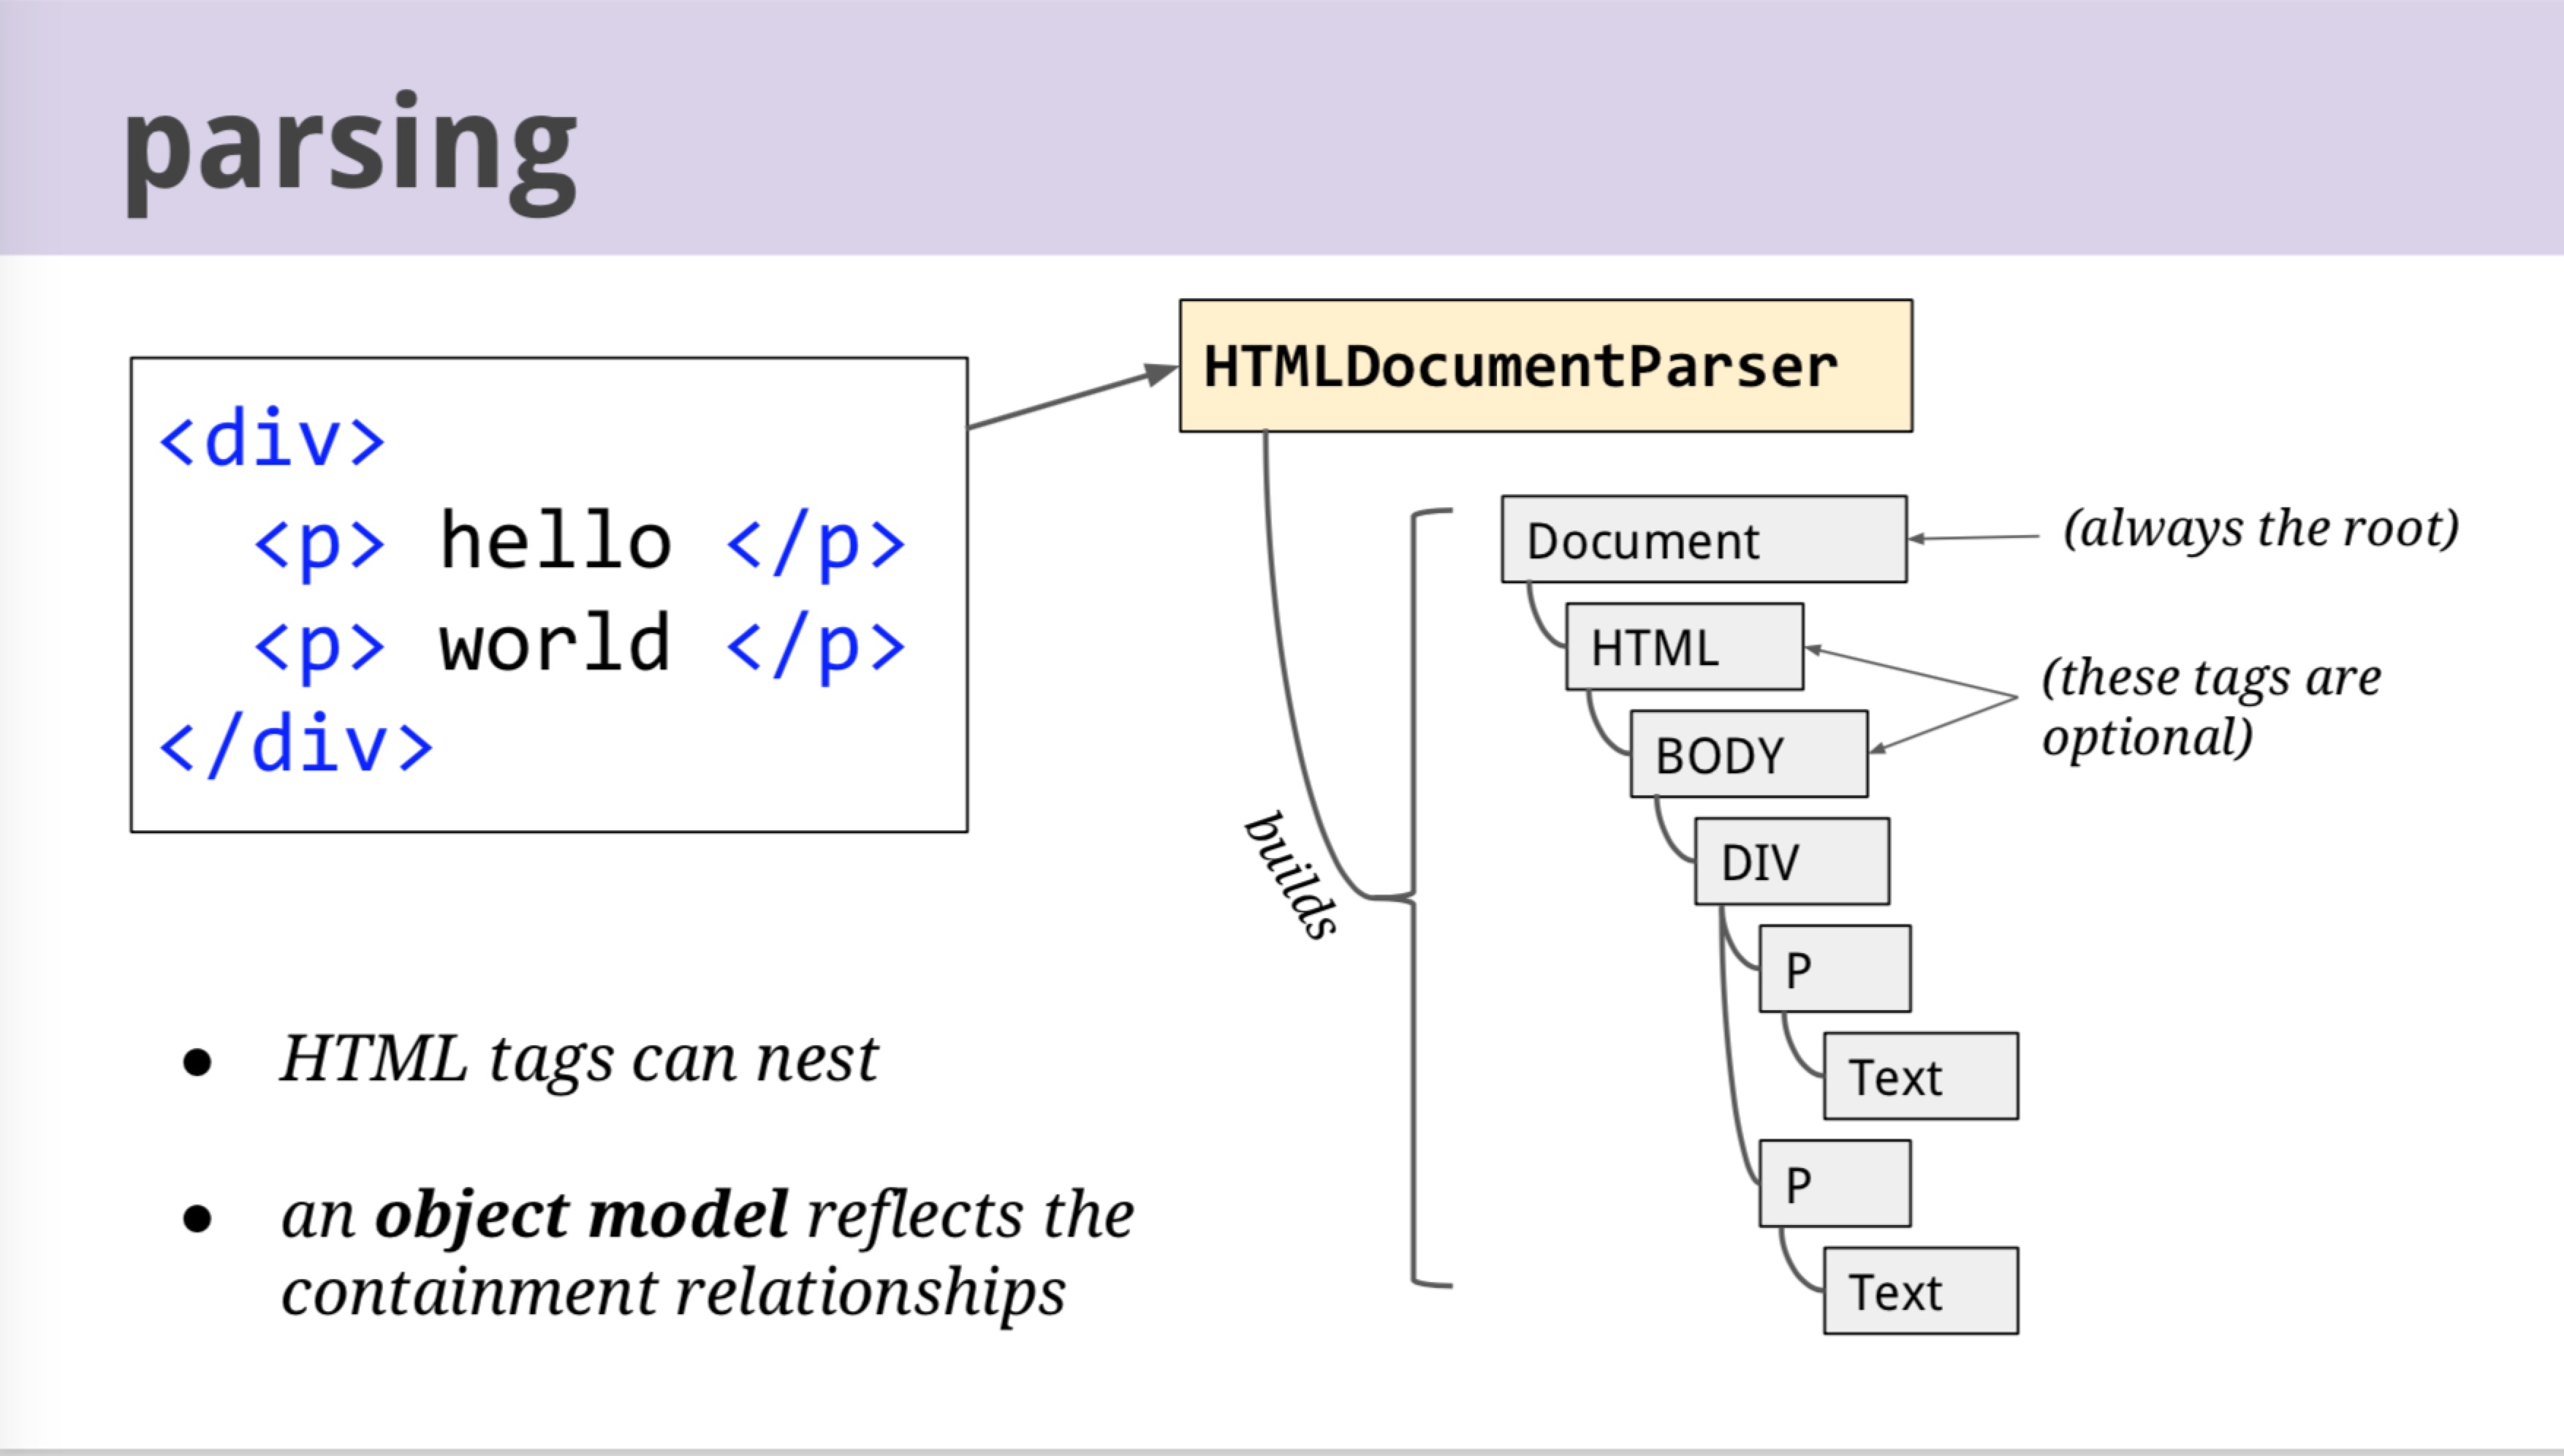 parsing
<div>
<p> hello </p>
<p> world </p>
</div>
HTMLDocumentParser
builds
Document
(always the root)
HTML
(these tags are
optional)
BODY
DIV
P
Text
P
Text
● HTML tags can nest
● an object model reflects the
containment relationships